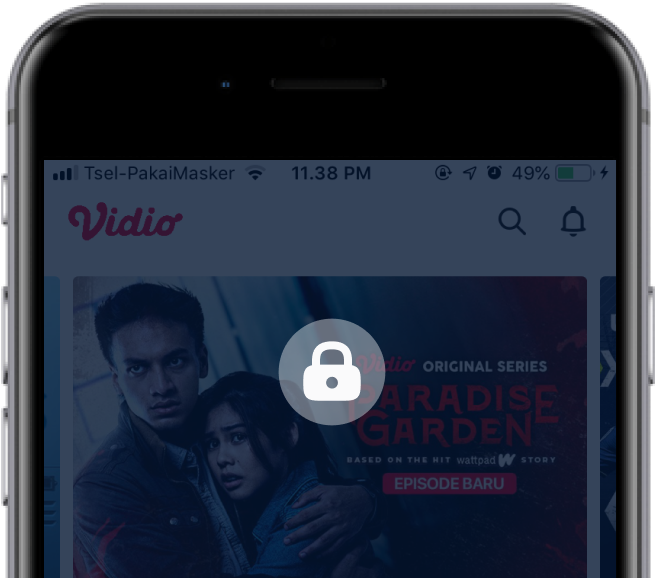 Tsel-PakaiMasker 11.38 PM 49%
Vidio
Vidio ORIGINAL SERIES
PARADISE
GARDEN
BASED ON THE HIT wattpad W STORY
EPISODE BARU